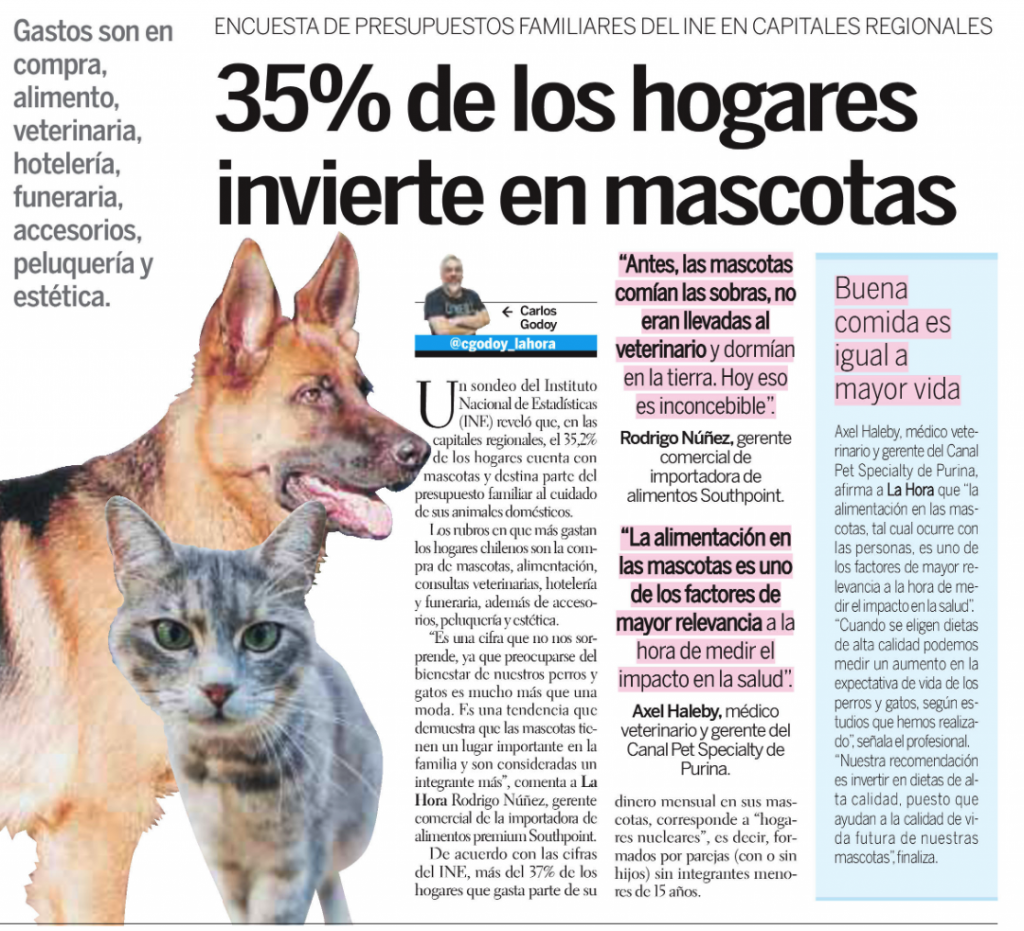 Gastos son en
compra,
alimento,
veterinaria,
hotelería,
funeraria,
accesorios,
peluquería y
estética.
ENCUESTA DE PRESUPUESTOS FAMILIARES DEL INE EN CAPITALES REGIONALES
35% de los hogares
invierte en mascotas
← Carlos
Godoy
@cgodoy_lahora
Un sondeo del Instituto
Nacional de Estadísticas
(INE) reveló que, en las
capitales regionales, el 35,2%
de los hogares cuenta con
mascotas y destina parte del
presupuesto familiar al cuidado
de sus animales domésticos.
Los rubros en que más gastan
los hogares chilenos son la com-
pra de mascotas, alimentación,
consultas veterinarias, hotelería
y funeraria, además de acceso-
rios, peluquería y estética.
"Es una cifra que no nos sor-
prende, ya que preocuparse del
bienestar de nuestros perros y
gatos es mucho más que una
moda. Es una tendencia que
demuestra que las mascotas tie-
nen un lugar importante en la
familia y son consideradas un
integrante más", comenta a La
Hora Rodrigo Núñez, gerente
comercial de la importadora de
alimentos premium Southpoint.
De acuerdo con las cifras
del INE, más del 37% de los
hogares que gasta parte de su
"Antes, las mascotas
comían las sobras, no
eran llevadas al
veterinario y dormían
en la tierra. Hoy eso
es inconcebible".
Rodrigo Núñez, gerente
comercial de
importadora de
alimentos Southpoint.
"La alimentación en
las mascotas es uno
de los factores de
mayor relevancia a la
hora de medir el
impacto en la salud".
Axel Haleby, médico
veterinario y gerente del
Canal Pet Specialty de
Purina.
dinero mensual en sus mas-
cotas, corresponde a "hoga-
res nucleares", es decir, for-
mados por parejas (con o sin
hijos) sin integrantes meno-
res de 15 años.
Buena
comida es
igual a
mayor vida
Axel Haleby, médico vete-
rinario y gerente del Canal
Pet Specialty de Purina,
afirma a La Hora que "la
alimentación en las mas-
cotas, tal cual ocurre con
las personas, es uno de
los factores de mayor re-
levancia a la hora de me-
dir el impacto en la salud".
"Cuando se eligen dietas
de alta calidad podemos
medir un aumento en la
expectativa de vida de los
perros y gatos, según es-
tudios que hemos realiza-
do", señala el profesional.
"Nuestra recomendación
es invertir en dietas de al-
ta calidad, puesto que
ayudan a la calidad de vi-
da futura de nuestras
mascotas", finaliza.